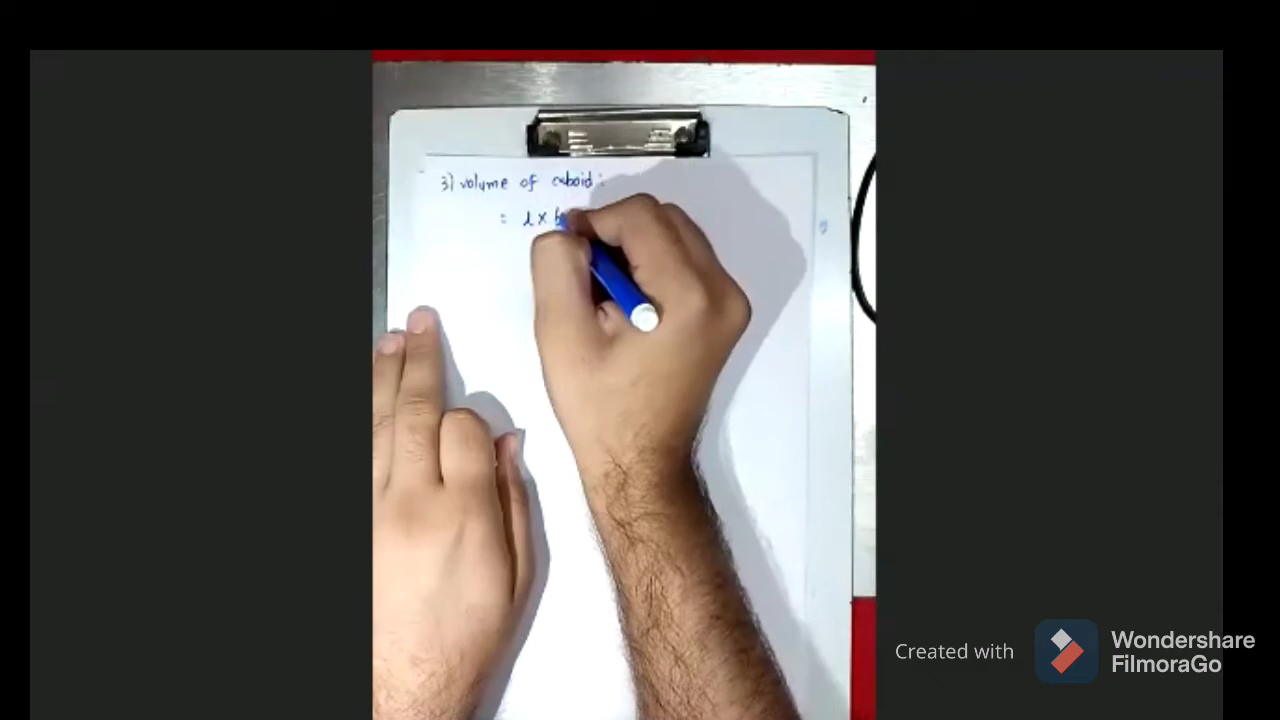 3) volume of cuboid :
= l × b
Created with
Wondershare
FilmoraGo